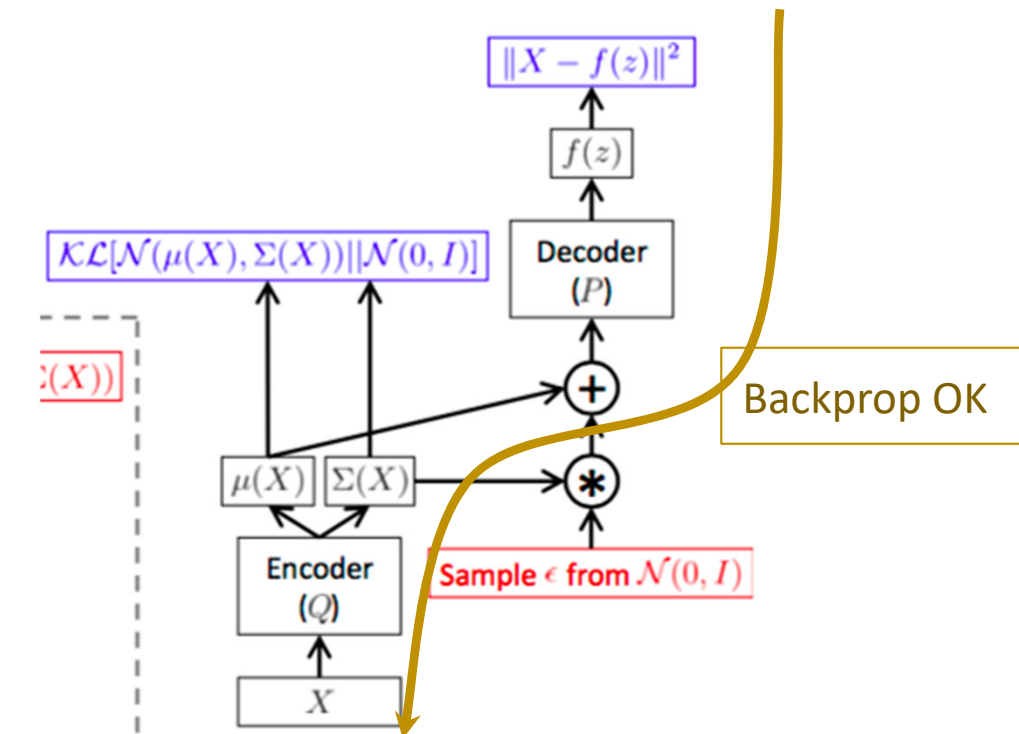 ‖X − f(z)‖²
f(z)
𝒦ℒ[𝒩(μ(X), Σ(X))||𝒩(0, I)]
Decoder
(P)
Σ(X))
+
Backprop OK
μ(X) Σ(X)
*
Encoder
(Q)
Sample ϵ from 𝒩(0, I)
X